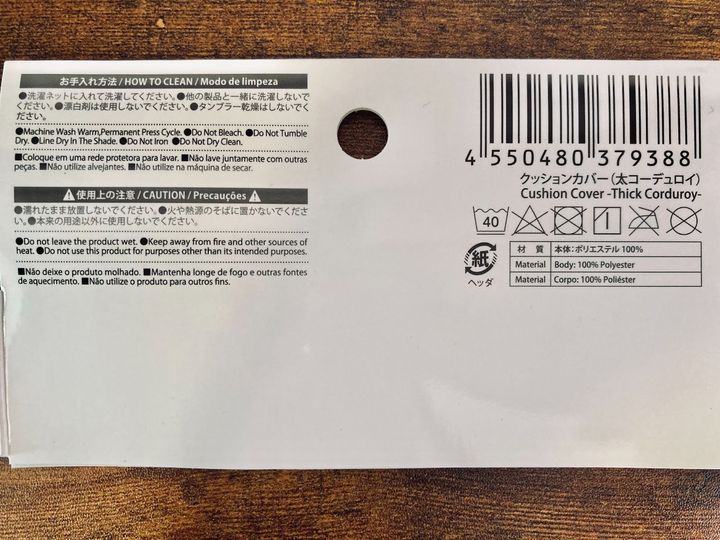 お手入れ方法 / HOW TO CLEAN / Modo de limpeza
●洗濯ネットに入れて洗濯してください。●他の製品と一緒に洗濯しないで
ください。●漂白剤は使用しないでください。●タンブラー乾燥はしないでく
ださい。
●Machine Wash Warm,Permanent Press Cycle. ●Do Not Bleach. ●Do Not Tumble
Dry. ●Line Dry In The Shade. ●Do Not Iron ●Do Not Dry Clean.
■Coloque em uma rede protetora para lavar. ■Não lave juntamente com outras
peças. ■Não utilize alvejantes. ■Não utilize na máquina de secar.
使用上の注意 / CAUTION / Precauções
●濡れたまま放置しないでください。●火や熱源のそばに置かないでくださ
い。●本来の用途以外に使用しないでください。
●Do not leave the product wet. ●Keep away from fire and other sources of
heat. ●Do not use this product for purposes other than its intended purposes.
■Não deixe o produto molhado. ■Mantenha longe de fogo e outras fontes
de aquecimento. ■Não utilize o produto para outros fins.
4 550480 379388
クッションカバー（太コーデュロイ）
Cushion Cover -Thick Corduroy-
40
紙
ヘッダ
材 質 本体：ポリエステル 100%
Material Body: 100% Polyester
Material Corpo: 100% Poliéster